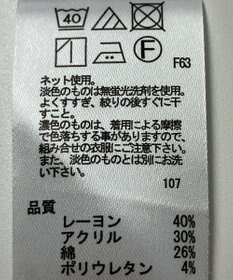 40
F
F63
ネット使用。
淡色のものは無蛍光洗剤を使用。
よくすすぎ、絞りの後すぐに干
すこと。
濃色のものは、着用による摩擦
で色落ちする事がありますので、
組み合せの衣服にご注意下さい。
また、淡色のものとは別にお洗
い下さい。
107
品質
レーヨン 40%
アクリル 30%
綿 26%
ポリウレタン 4%